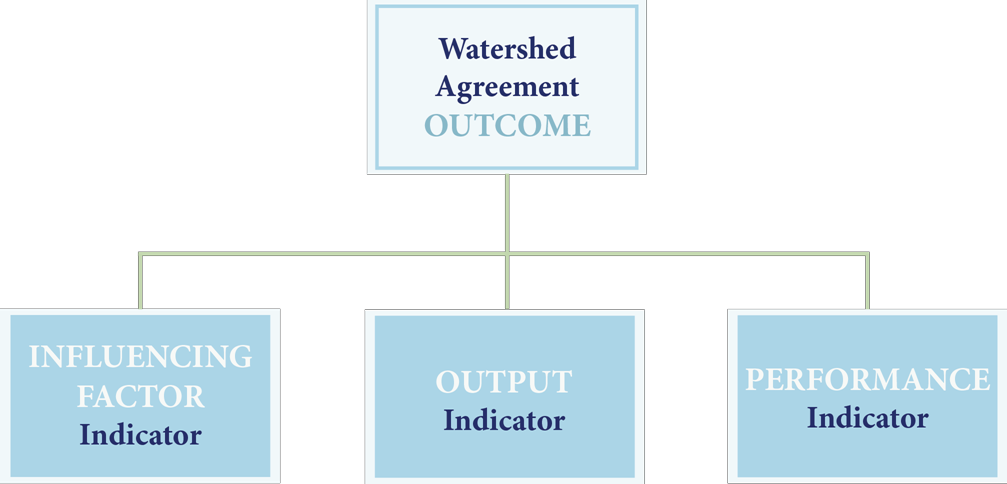 Watershed
Agreement
OUTCOME
INFLUENCING
FACTOR
Indicator
OUTPUT
Indicator
PERFORMANCE
Indicator